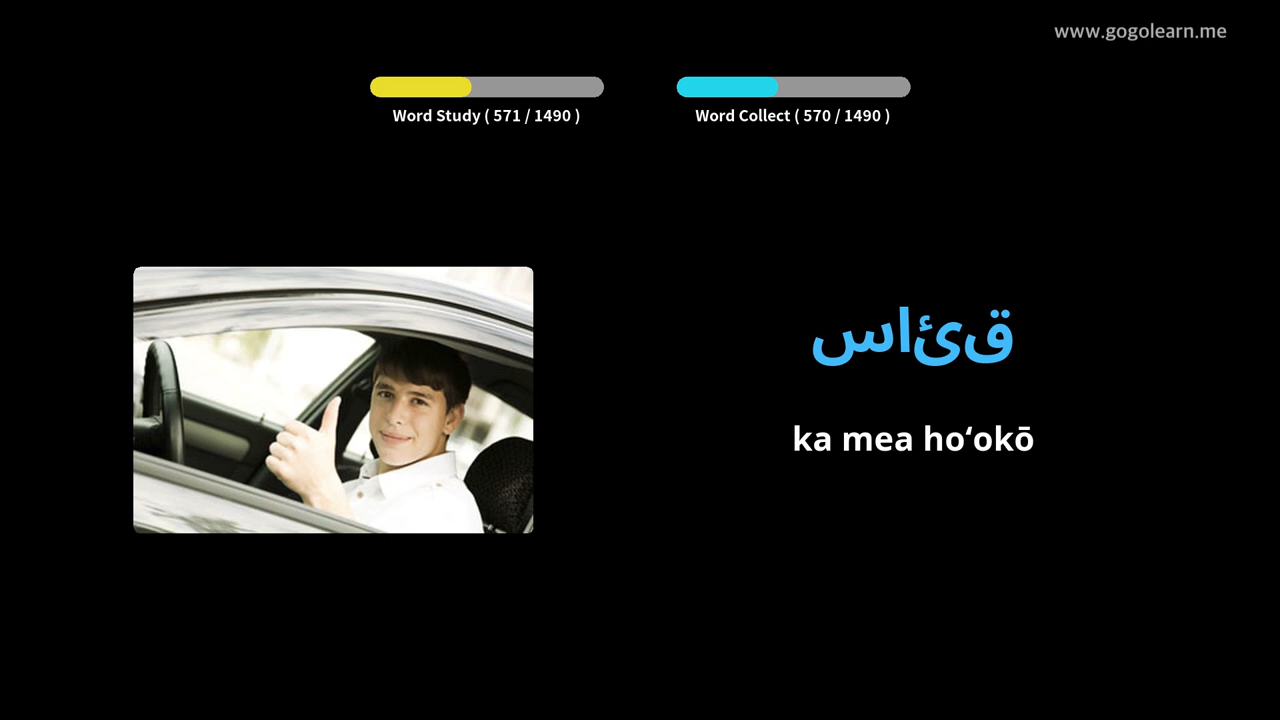 www.gogolearn.me
Word Study ( 571 / 1490 )
Word Collect ( 570 / 1490 )
قئاس
ka mea hoʻokō